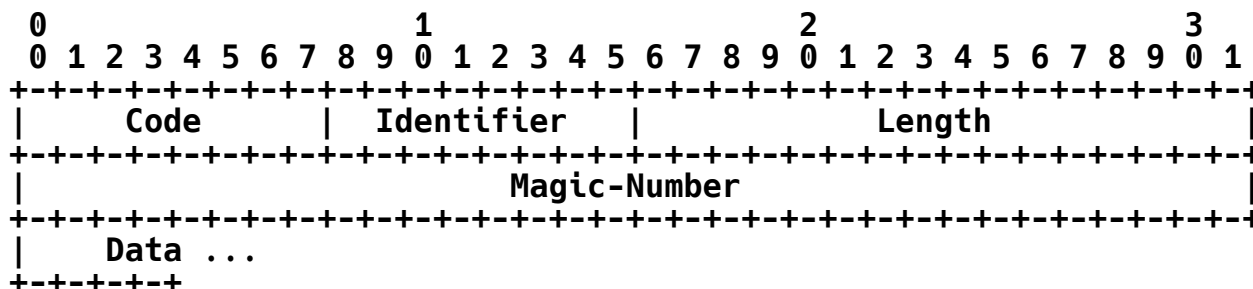 0                   1                   2                   3
 0 1 2 3 4 5 6 7 8 9 0 1 2 3 4 5 6 7 8 9 0 1 2 3 4 5 6 7 8 9 0 1
+-+-+-+-+-+-+-+-+-+-+-+-+-+-+-+-+-+-+-+-+-+-+-+-+-+-+-+-+-+-+-+-+
|     Code      |  Identifier   |            Length             |
+-+-+-+-+-+-+-+-+-+-+-+-+-+-+-+-+-+-+-+-+-+-+-+-+-+-+-+-+-+-+-+-+
|                         Magic-Number                          |
+-+-+-+-+-+-+-+-+-+-+-+-+-+-+-+-+-+-+-+-+-+-+-+-+-+-+-+-+-+-+-+-+
|    Data ...
+-+-+-+-+